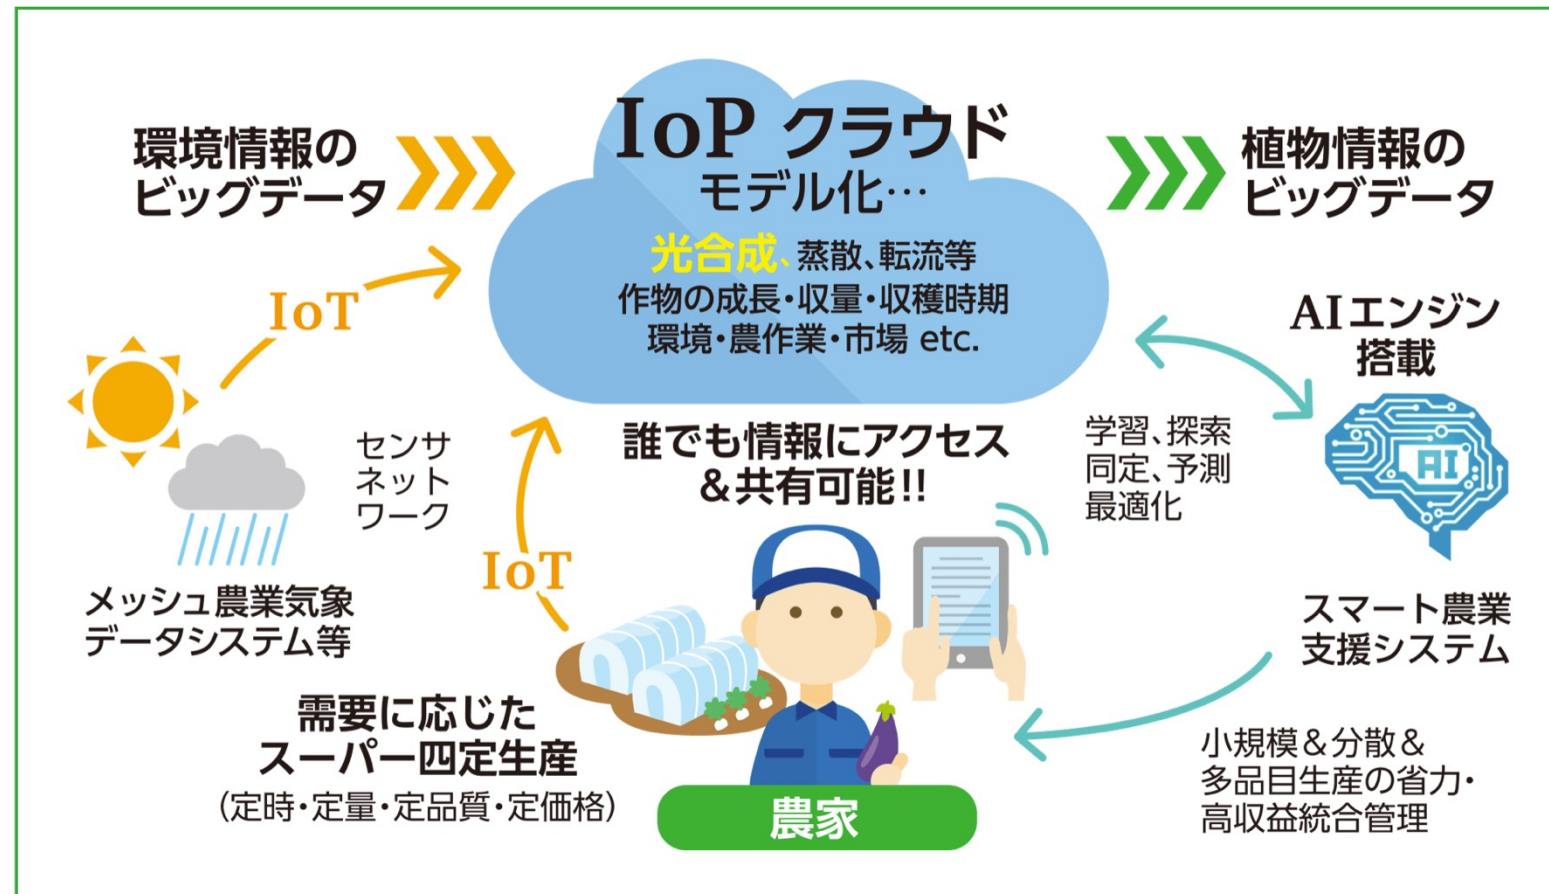 環境情報の
ビッグデータ
IoP クラウド
モデル化…
光合成、蒸散、転流等
作物の成長・収量・収穫時期
環境・農作業・市場 etc.
植物情報の
ビッグデータ
IoT
センサ
ネット
ワーク
IoT
メッシュ農業気象
データシステム等
誰でも情報にアクセス
＆共有可能!!
AIエンジン
搭載
AI
学習、探索
同定、予測
最適化
スマート農業
支援システム
需要に応じた
スーパー四定生産
（定時・定量・定品質・定価格）
農家
小規模＆分散＆
多品目生産の省力・
高収益統合管理